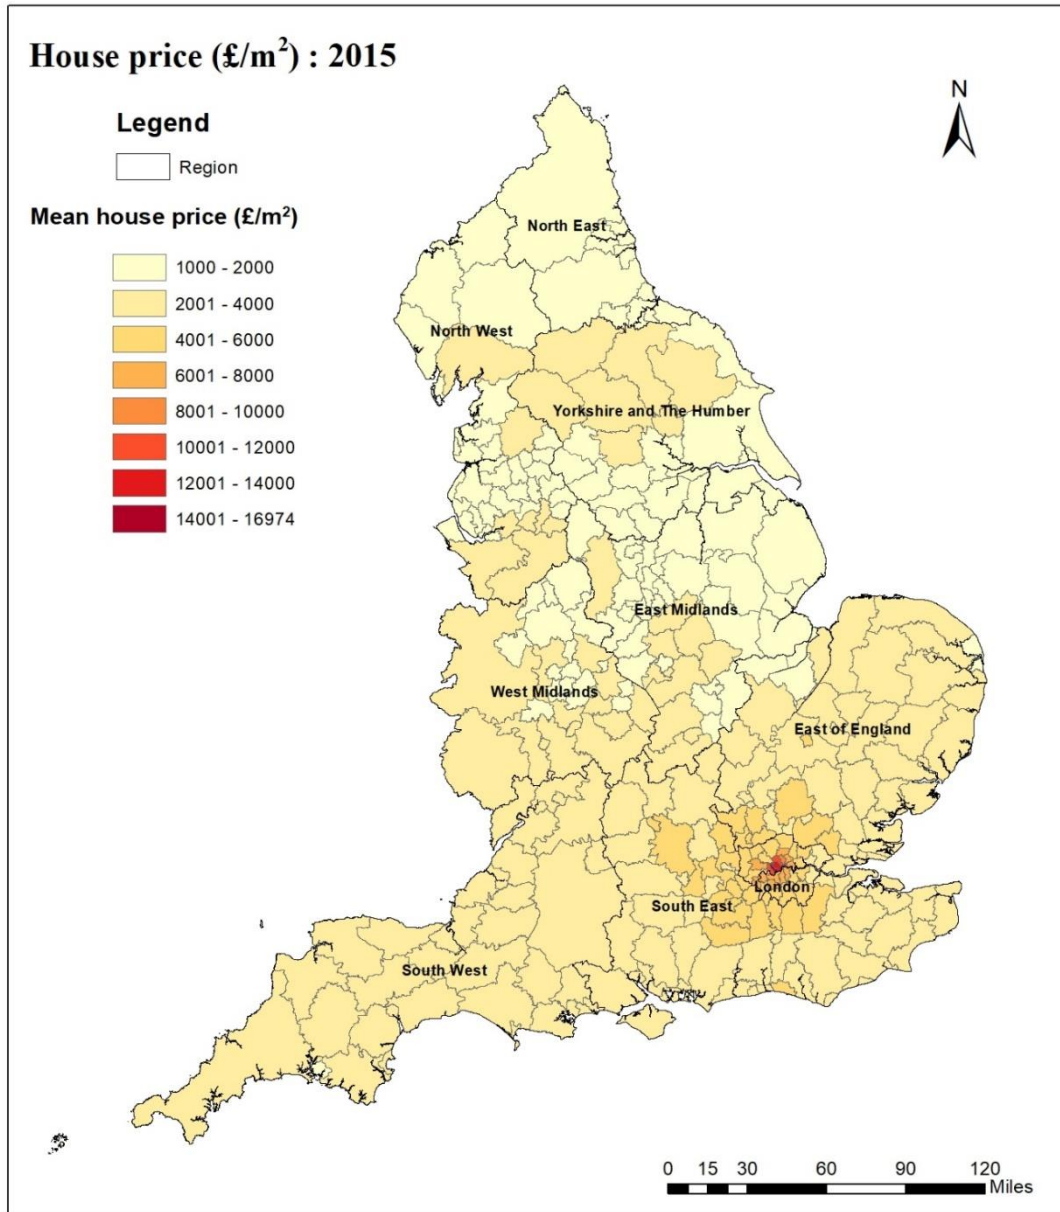 House price (£/m²) : 2015
N
Legend
Region
Mean house price (£/m²)
1000 - 2000
2001 - 4000
4001 - 6000
6001 - 8000
8001 - 10000
10001 - 12000
12001 - 14000
14001 - 16974
North East
North West
Yorkshire and The Humber
East Midlands
West Midlands
East of England
London
South East
South West
0 15 30 60 90 120
Miles